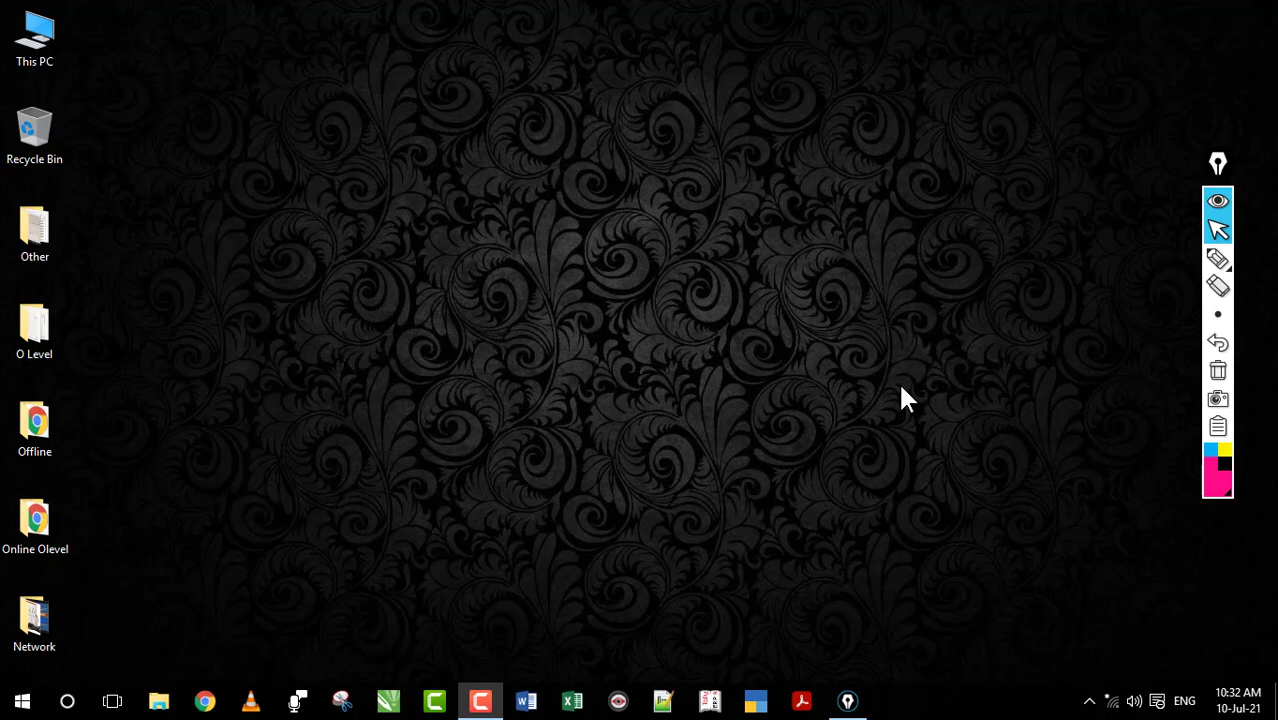 This PC
Recycle Bin
Other
O Level
Offline
Online Olevel
Network
ENG
10:32 AM
10-Jul-21